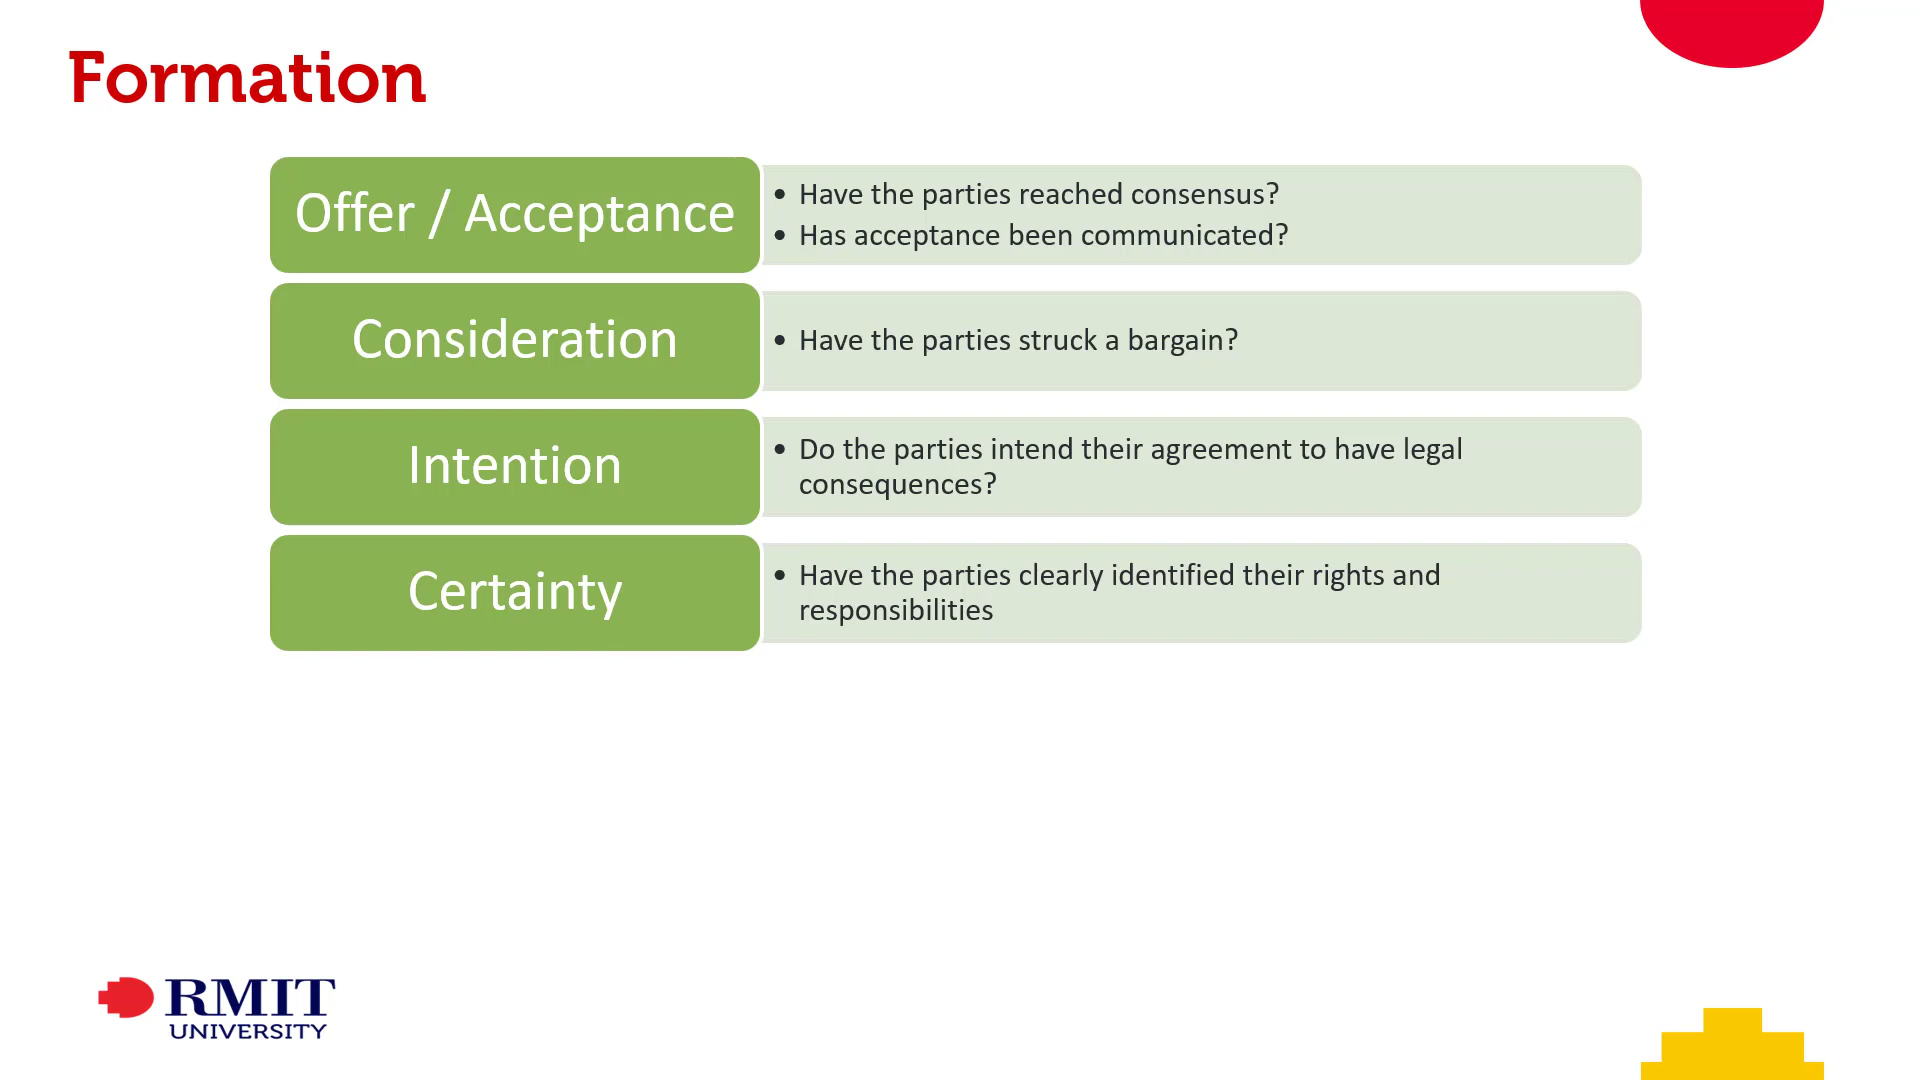 Formation
Offer / Acceptance
• Have the parties reached consensus?
• Has acceptance been communicated?
Consideration
• Have the parties struck a bargain?
Intention
• Do the parties intend their agreement to have legal
consequences?
Certainty
• Have the parties clearly identified their rights and
responsibilities
RMIT
UNIVERSITY